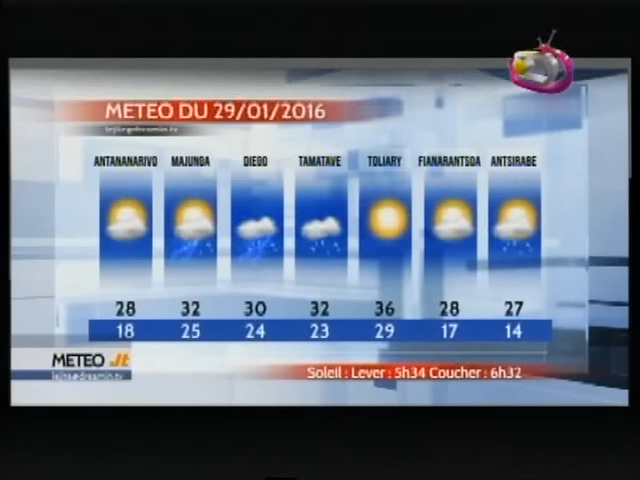 METEO DU 29/01/2016
ANTANANARIVO MAJUNGA DIEGO TAMATAVE TOLIARY FIANARANTSOA ANTSIRABE
28 32 30 32 36 28 27
18 25 24 23 29 17 14
METEO .Jt
Soleil : Lever : 5h34 Coucher : 6h32